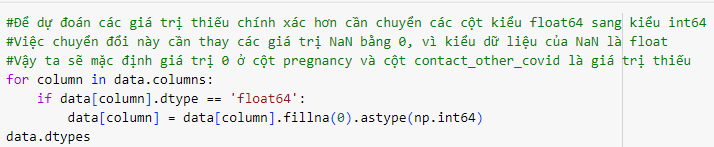 #Để dự đoán các giá trị thiếu chính xác hơn cần chuyển các cột kiểu float64 sang kiểu int64
#Việc chuyển đổi này cần thay các giá trị NaN bằng 0, vì kiểu dữ liệu của NaN là float
#Vậy ta sẽ mặc định giá trị 0 ở cột pregnancy và cột contact_other_covid là giá trị thiếu
for column in data.columns:
    if data[column].dtype == 'float64':
        data[column] = data[column].fillna(0).astype(np.int64)
data.dtypes